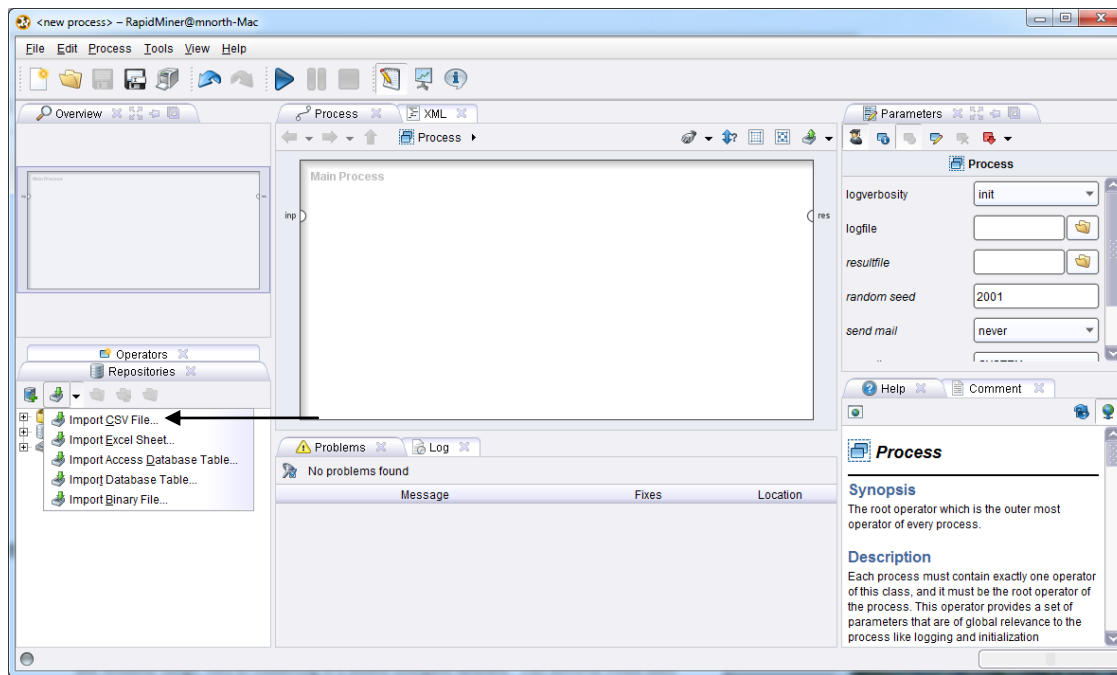 <new process> – RapidMiner@mnorth-Mac
File Edit Process Tools View Help
Overview
Process
XML
Parameters
Process
Main Process
Main Process
inp
res
Process
logverbosity
init
logfile
resultfile
random seed
2001
send mail
never
Operators
Repositories
Import CSV File...
Import Excel Sheet...
Import Access Database Table...
Import Database Table...
Import Binary File...
Problems
Log
No problems found
Message Fixes Location
Help
Comment
Process
Synopsis
The root operator which is the outer most
operator of every process.
Description
Each process must contain exactly one operator
of this class, and it must be the root operator of
the process. This operator provides a set of
parameters that are of global relevance to the
process like logging and initialization